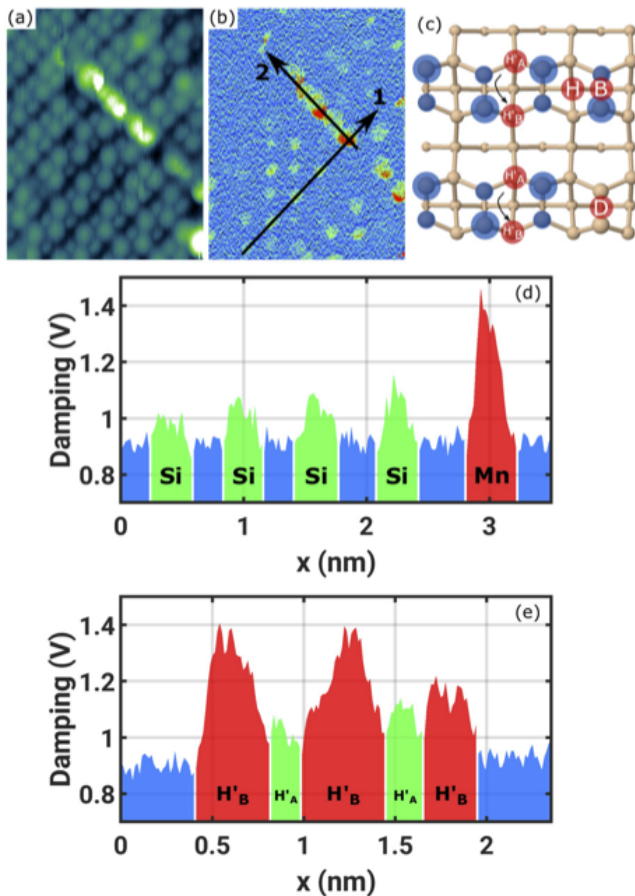 (a)
(b)
2
1
(c)
H'A
H B
H'B
H'A
D
H'B
Damping (V)
(d)
1.4
1.2
1
0.8
Si Si Si Si Mn
0 1 2 3
x (nm)
Damping (V)
(e)
1.4
1.2
1
0.8
H'B H'A H'B H'A H'B
0 0.5 1 1.5 2
x (nm)